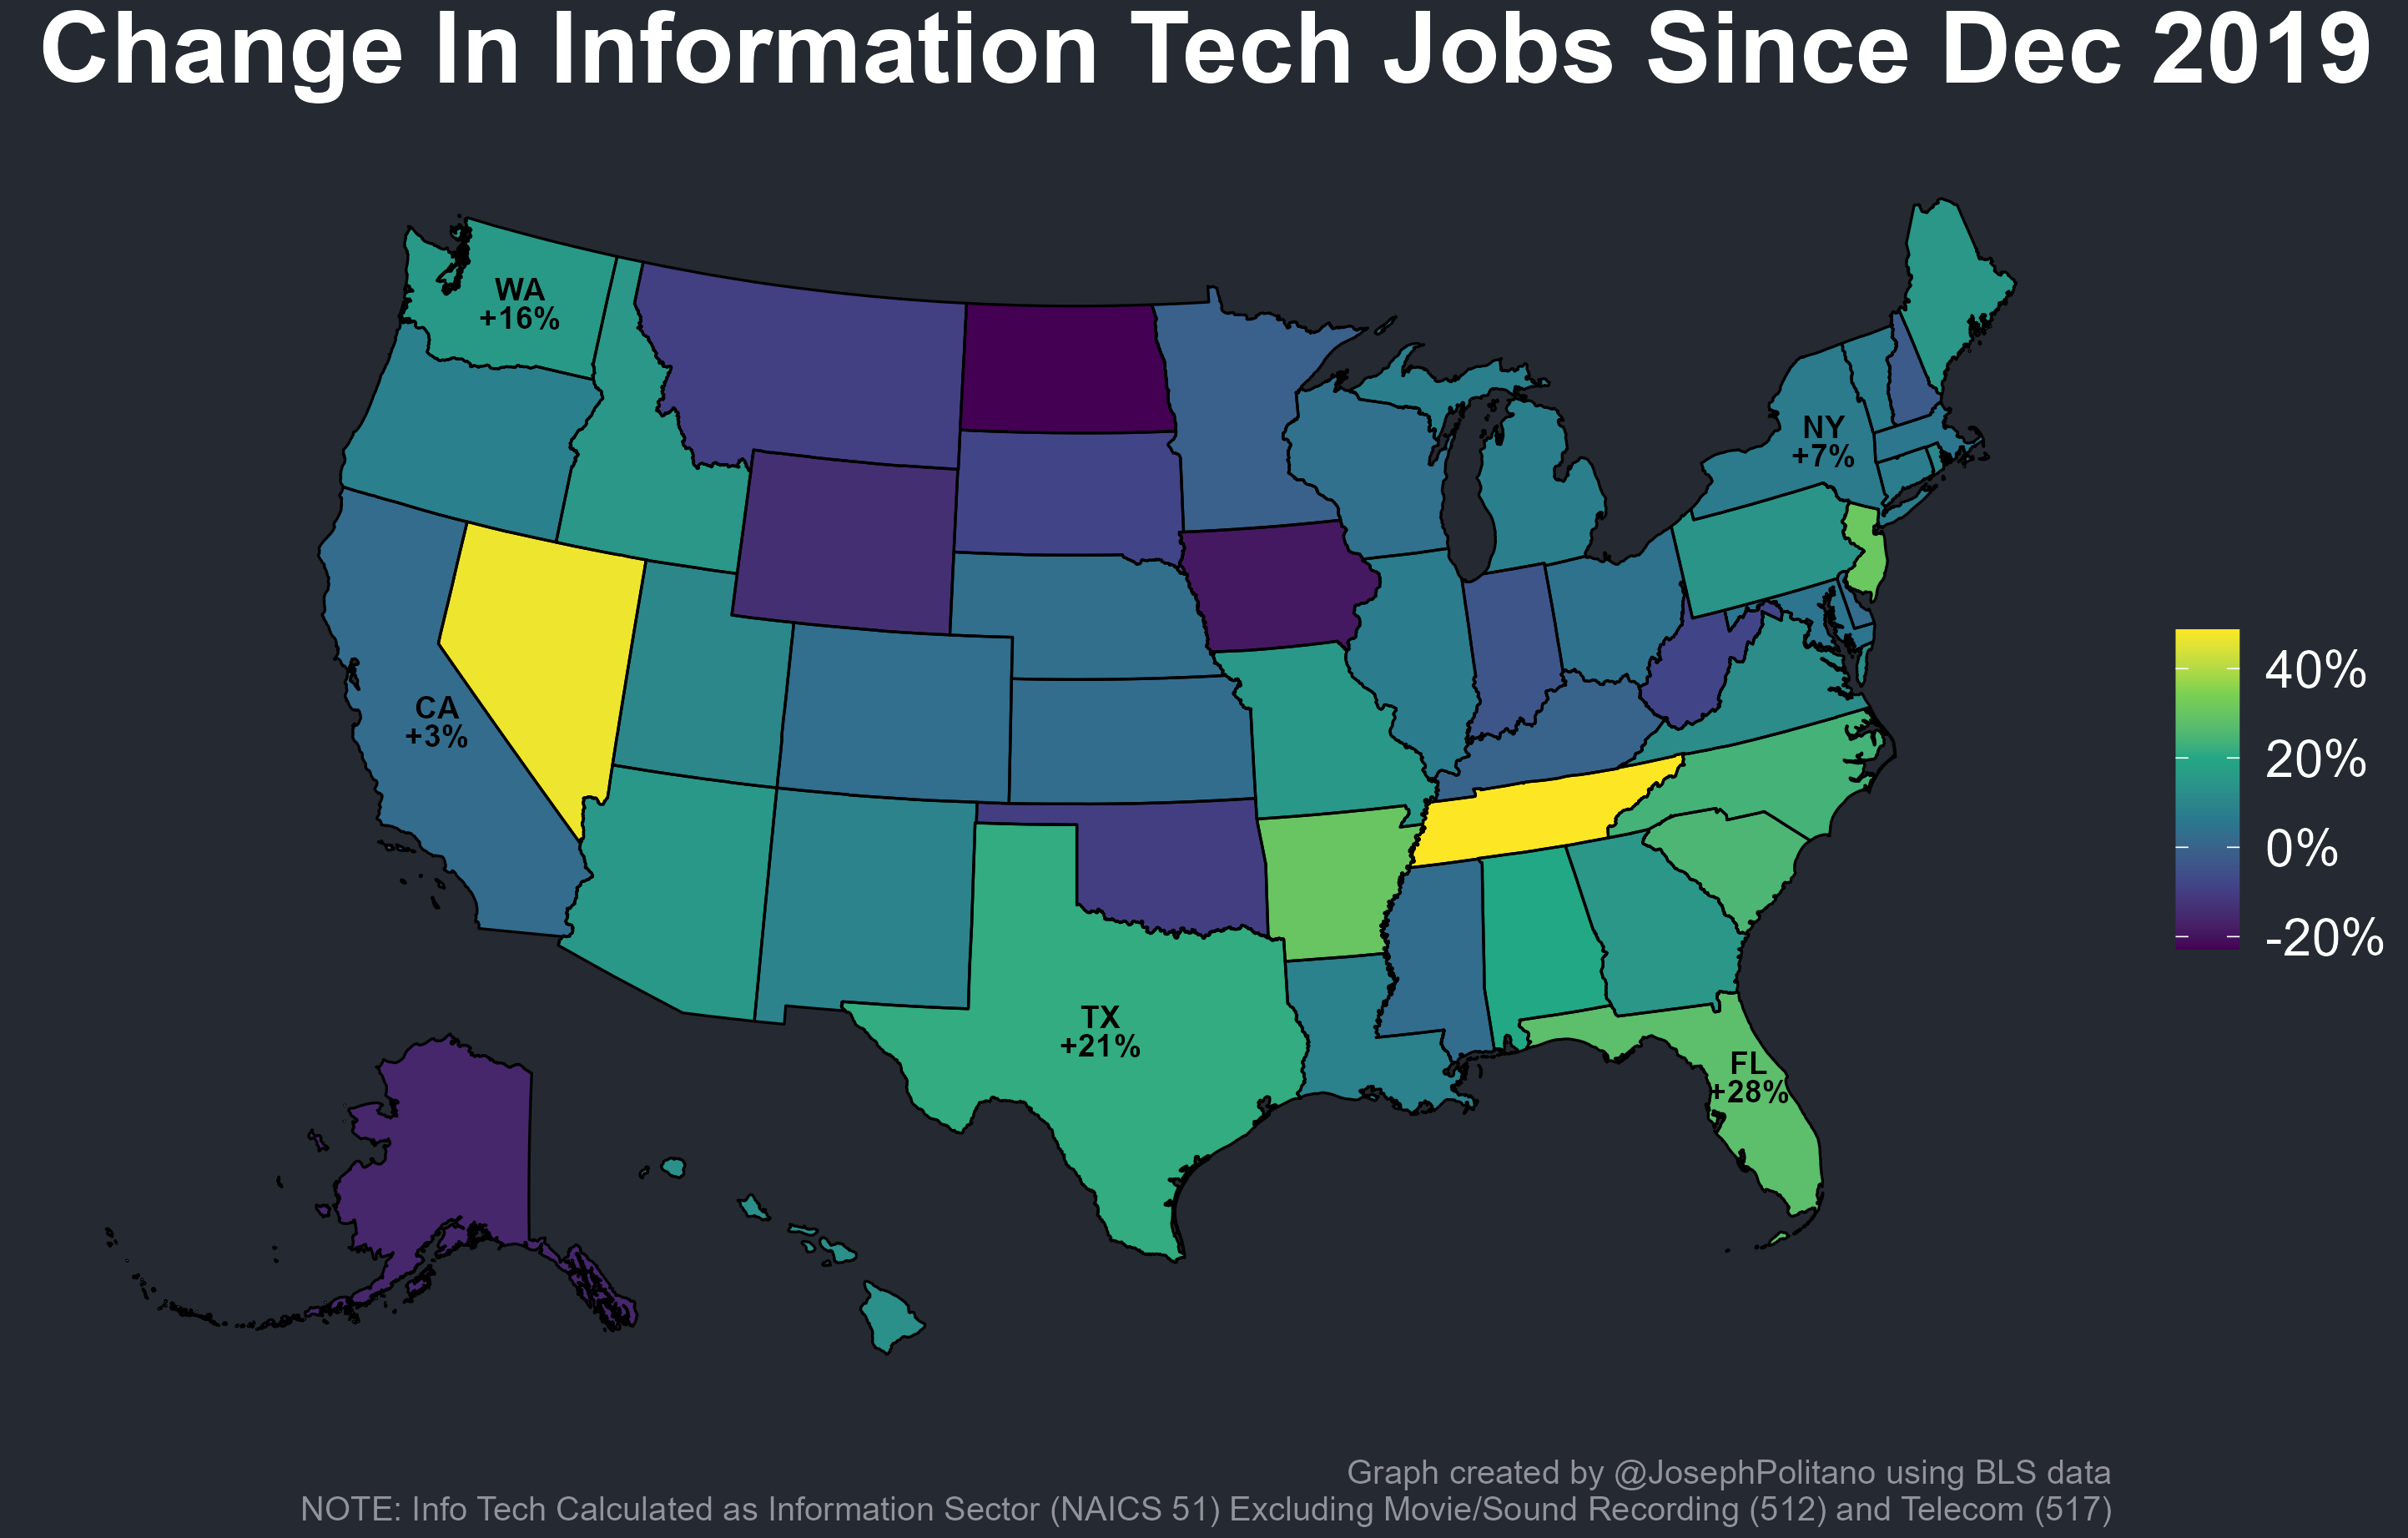 Change In Information Tech Jobs Since Dec 2019
WA
+16%
NY
+7%
CA
+3%
TX
+21%
FL
+28%
40%
20%
0%
-20%
Graph created by @JosephPolitano using BLS data
NOTE: Info Tech Calculated as Information Sector (NAICS 51) Excluding Movie/Sound Recording (512) and Telecom (517)